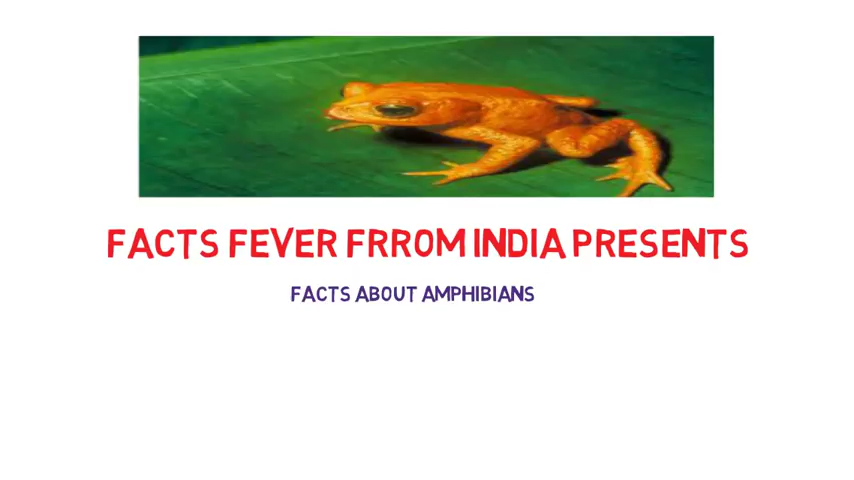 FACTS FEVER FRROM INDIA PRESENTS
FACTS ABOUT AMPHIBIANS